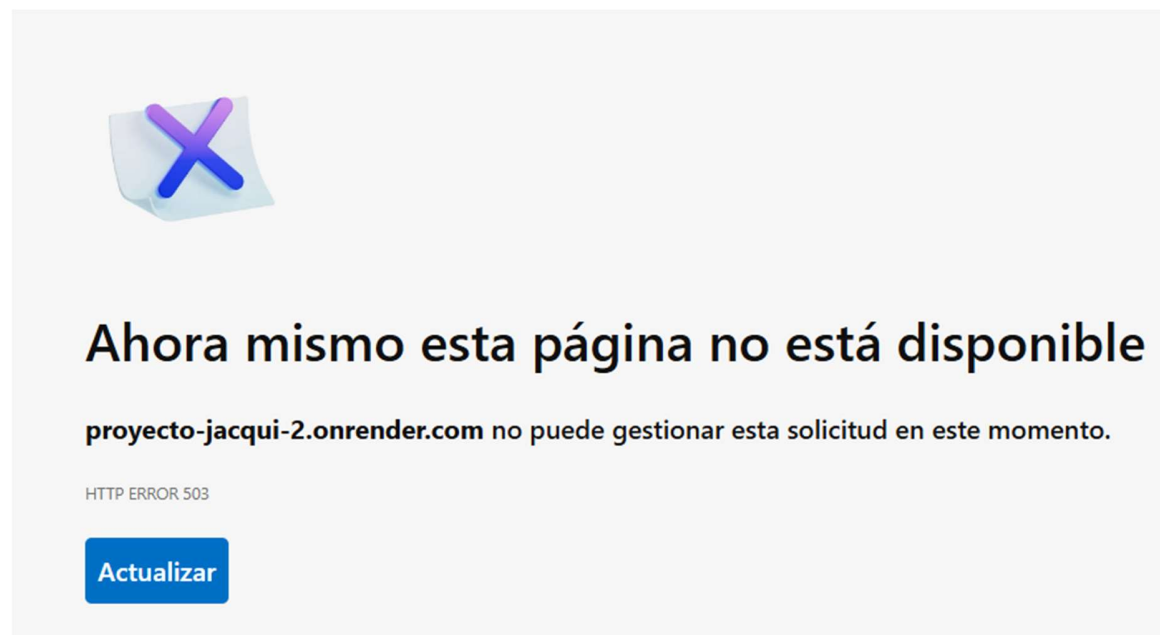 Ahora mismo esta página no está disponible
proyecto-jacqui-2.onrender.com no puede gestionar esta solicitud en este momento.
HTTP ERROR 503
Actualizar